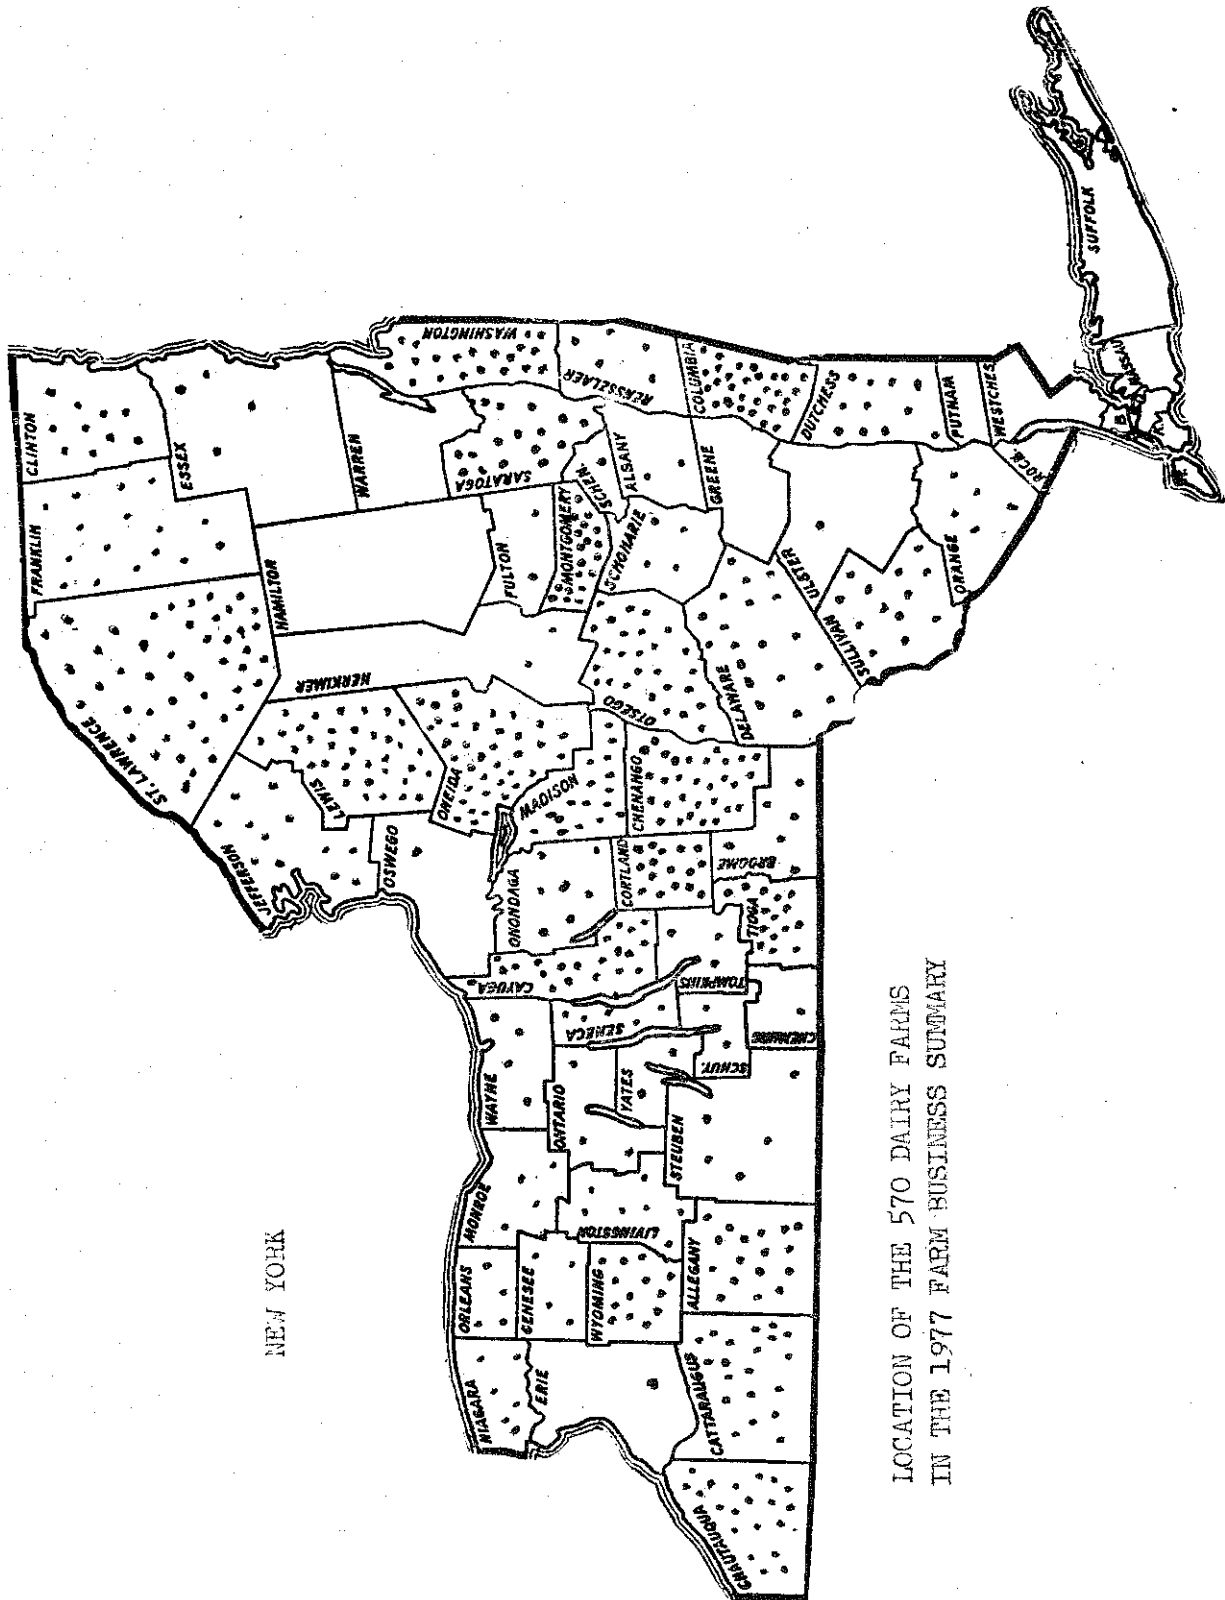 NEW YORK
CLINTON
FRANKLIN
ST. LAWRENCE
ESSEX
HAMILTON
WARREN
HERKIMER
JEFFERSON
LEWIS
OSWEGO
ONEIDA
FULTON
SARATOGA
WASHINGTON
MONTGOMERY
SCHEN.
RENSSELAER
ALBANY
SCHOHARIE
OTSEGO
MADISON
ONONDAGA
CAYUGA
SENECA
WAYNE
ONTARIO
YATES
MONROE
ORLEANS
GENESEE
NIAGARA
ERIE
WYOMING
LIVINGSTON
CHAUTAUQUA
CATTARAUGUS
ALLEGANY
STEUBEN
SCHUY.
CHEMUNG
TOMPKINS
TIOGA
CORTLAND
BROOME
CHENANGO
DELAWARE
GREENE
COLUMBIA
ULSTER
DUTCHESS
SULLIVAN
ORANGE
PUTNAM
WESTCHES.
ROCK.
NASSAU
SUFFOLK
LOCATION OF THE 570 DAIRY FARMS
IN THE 1977 FARM BUSINESS SUMMARY